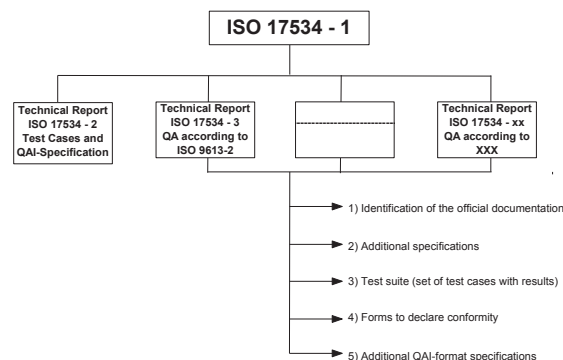 ISO 17534 - 1
Technical Report
ISO 17534 - 2
Test Cases and
QAI-Specification
Technical Report
ISO 17534 - 3
QA according to
ISO 9613-2
Technical Report
ISO 17534 - xx
QA according to
XXX
1) Identification of the official documentation
2) Additional specifications
3) Test suite (set of test cases with results)
4) Forms to declare conformity
5) Additional QAI-format specifications